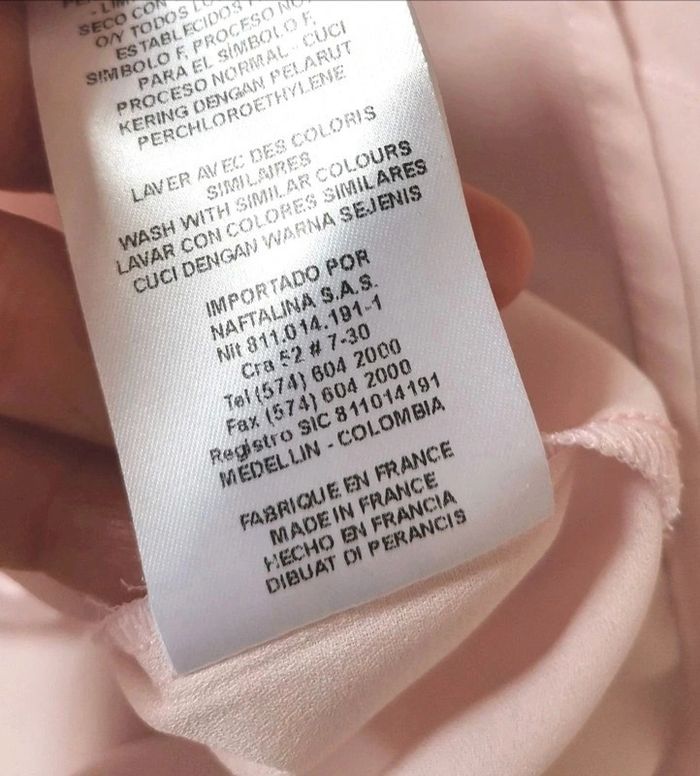 - LIM
SECO CON
O/Y TODOS LO
ESTABLECIDOS
SIMBOLO F, PROCESO NO
PARA EL SÍMBOLO F,
PROCESO NORMAL - CUCI
KERING DENGAN PELARUT
PERCHLOROETHYLENE
LAVER AVEC DES COLORIS
SIMILAIRES
WASH WITH SIMILAR COLOURS
LAVAR CON COLORES SIMILARES
CUCI DENGAN WARNA SEJENIS
IMPORTADO POR
NAFTALINA S.A.S.
Nit 811.014.191-1
Cra 52 # 7-30
Tel (574) 604 2000
Fax (574) 604 2000
Registro SIC 811014191
MEDELLIN - COLOMBIA
FABRIQUE EN FRANCE
MADE IN FRANCE
HECHO EN FRANCIA
DIBUAT DI PERANCIS